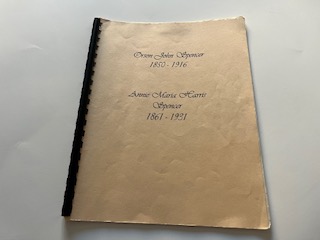 Orson John Spencer
1850 - 1916
Annie Maria Harris
Spencer
1861 - 1931